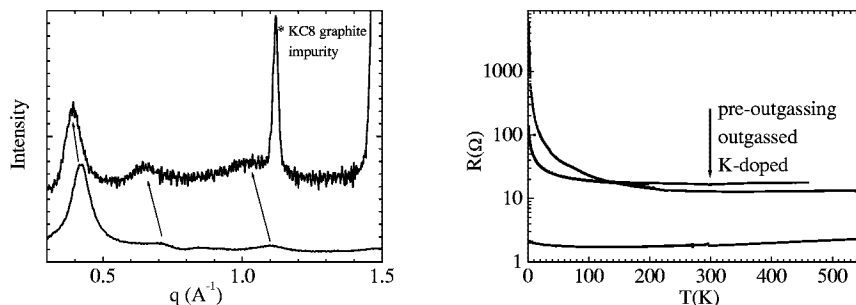 * KC8 graphite
impurity
Intensity
0.5
1.0
1.5
q (A⁻¹)
1000
100
10
1
R(Ω)
pre-outgassing
outgassed
K-doped
0
100
200
300
400
500
T(K)